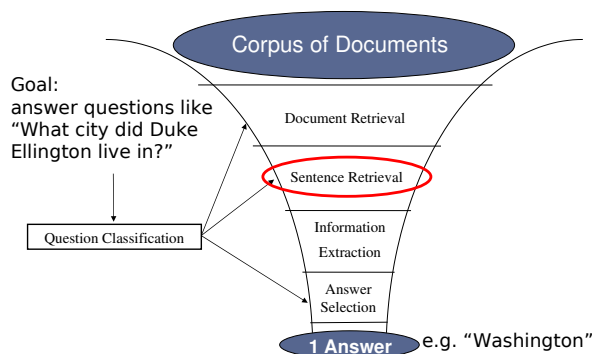 Corpus of Documents
Goal:
answer questions like
“What city did Duke
Ellington live in?”
Document Retrieval
Sentence Retrieval
Question Classification
Information
Extraction
Answer
Selection
1 Answer
e.g. “Washington”